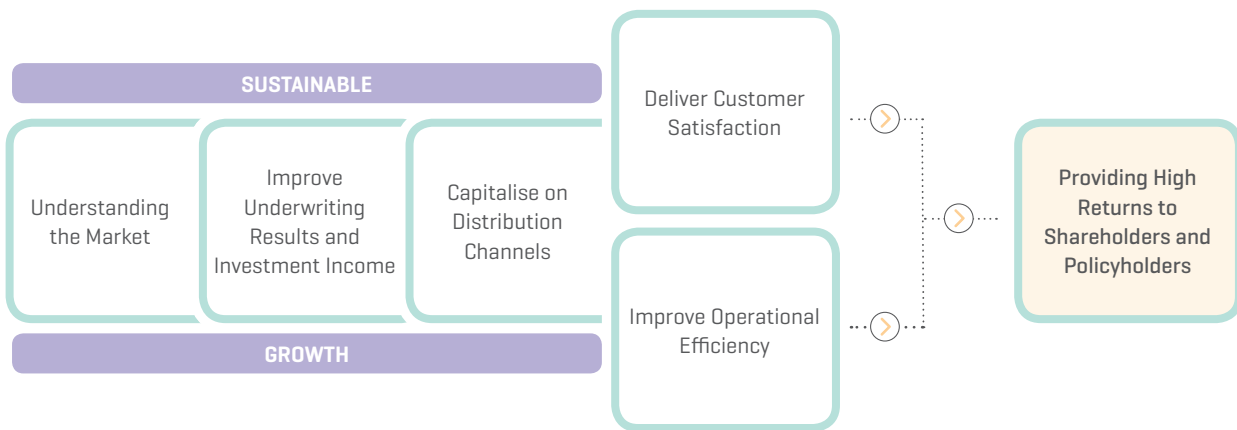 SUSTAINABLE
Understanding
the Market
Improve
Underwriting
Results and
Investment Income
Capitalise on
Distribution
Channels
GROWTH
Deliver Customer
Satisfaction
Improve Operational
Efficiency
Providing High
Returns to
Shareholders and
Policyholders